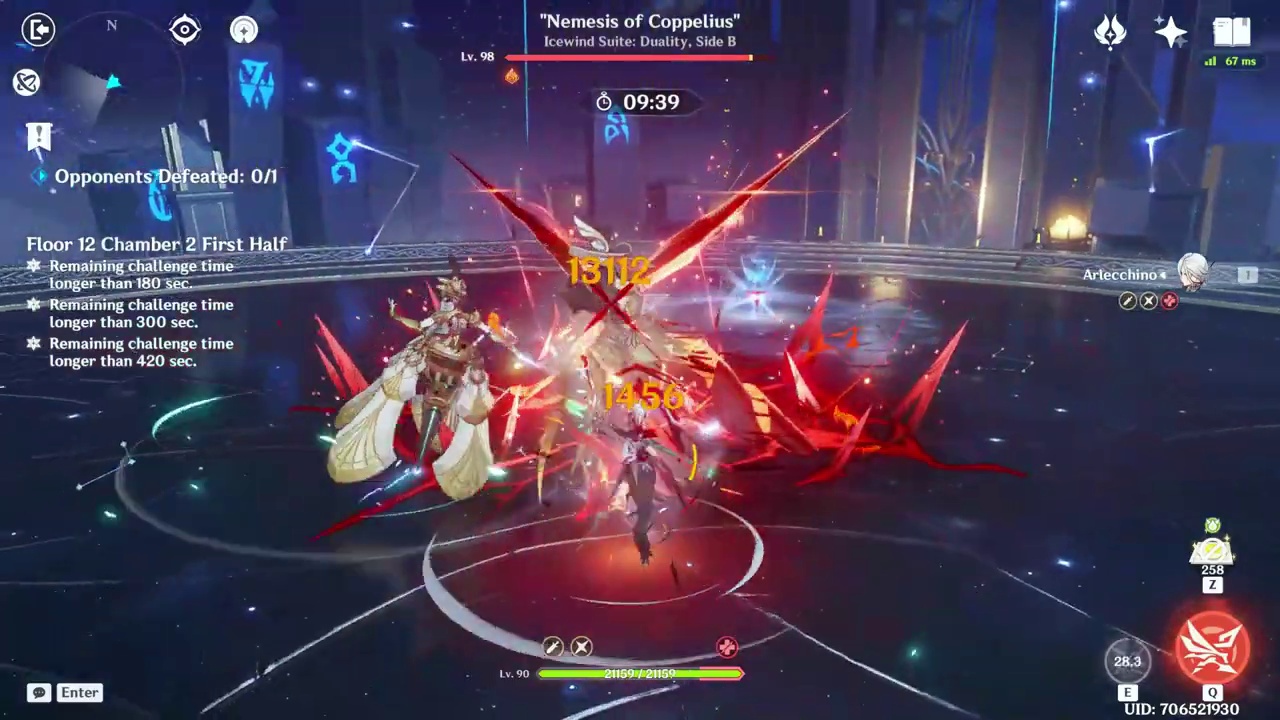 N
"Nemesis of Coppelius"
Icewind Suite: Duality, Side B
Lv. 98
67 ms
09:39
Opponents Defeated: 0/1
Floor 12 Chamber 2 First Half
Remaining challenge time
longer than 180 sec.
Remaining challenge time
longer than 300 sec.
Remaining challenge time
longer than 420 sec.
13112
1456
Arlecchino
1
258
Z
28.3
E
Q
Lv. 90
21159 / 21159
Enter
UID: 706521930